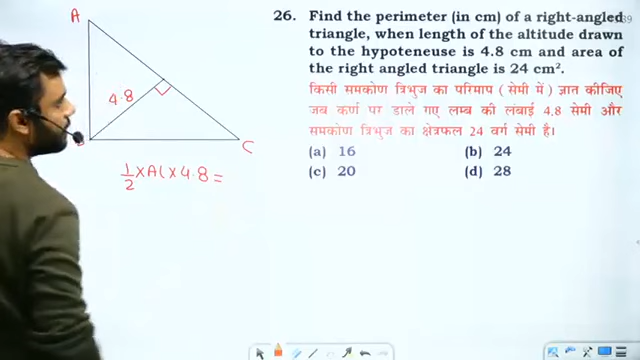 A
4.8
C
1/2 × AC × 4.8 =
26. Find the perimeter (in cm) of a right-angled
triangle, when length of the altitude drawn
to the hypoteneuse is 4.8 cm and area of
the right angled triangle is 24 cm².
किसी समकोण त्रिभुज का परिमाप (सेमी में) ज्ञात कीजिए
जब कर्ण पर डाले गए लम्ब की लंबाई 4.8 सेमी और
समकोण त्रिभुज का क्षेत्रफल 24 वर्ग सेमी है।
(a) 16 (b) 24
(c) 20 (d) 28